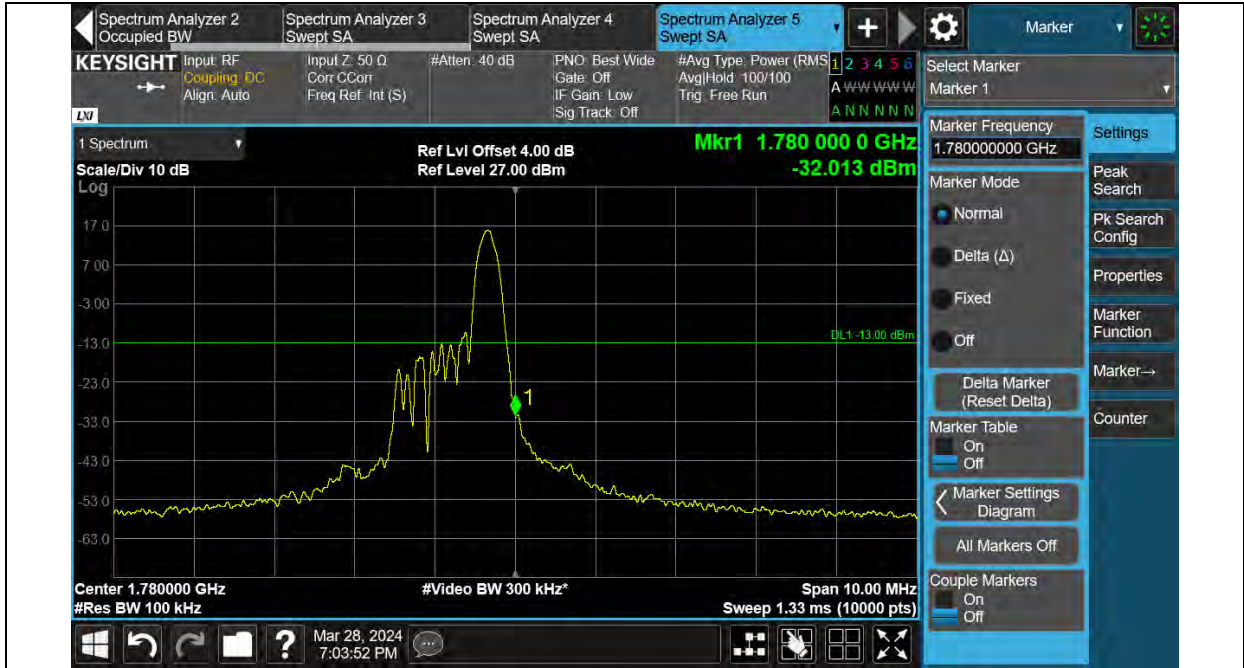 Spectrum Analyzer 2
Occupied BW
Spectrum Analyzer 3
Swept SA
Spectrum Analyzer 4
Swept SA
Spectrum Analyzer 5
Swept SA
+
Marker
KEYSIGHT
Input: RF
Coupling: DC
Align: Auto
Input Z: 50 Ω
Corr CCorr
Freq Ref: Int (S)
#Atten: 40 dB
PNO: Best Wide
Gate: Off
IF Gain: Low
Sig Track: Off
#Avg Type: Power (RMS
Avg|Hold: 100/100
Trig: Free Run
1 2 3 4 5 6
A W W W W W
A N N N N N
LXI
Select Marker
Marker 1
1 Spectrum
Scale/Div 10 dB
Log
Ref Lvl Offset 4.00 dB
Ref Level 27.00 dBm
Mkr1 1.780 000 0 GHz
-32.013 dBm
17.0
7.00
-3.00
-13.0
-23.0
-33.0
-43.0
-53.0
-63.0
DL1 -13.00 dBm
1
Center 1.780000 GHz
#Res BW 100 kHz
#Video BW 300 kHz*
Span 10.00 MHz
Sweep 1.33 ms (10000 pts)
Marker Frequency
1.780000000 GHz
Marker Mode
Normal
Delta (Δ)
Fixed
Off
Delta Marker
(Reset Delta)
Marker Table
On
Off
Marker Settings
Diagram
All Markers Off
Couple Markers
On
Off
Settings
Peak
Search
Pk Search
Config
Properties
Marker
Function
Marker→
Counter
?
Mar 28, 2024
7:03:52 PM